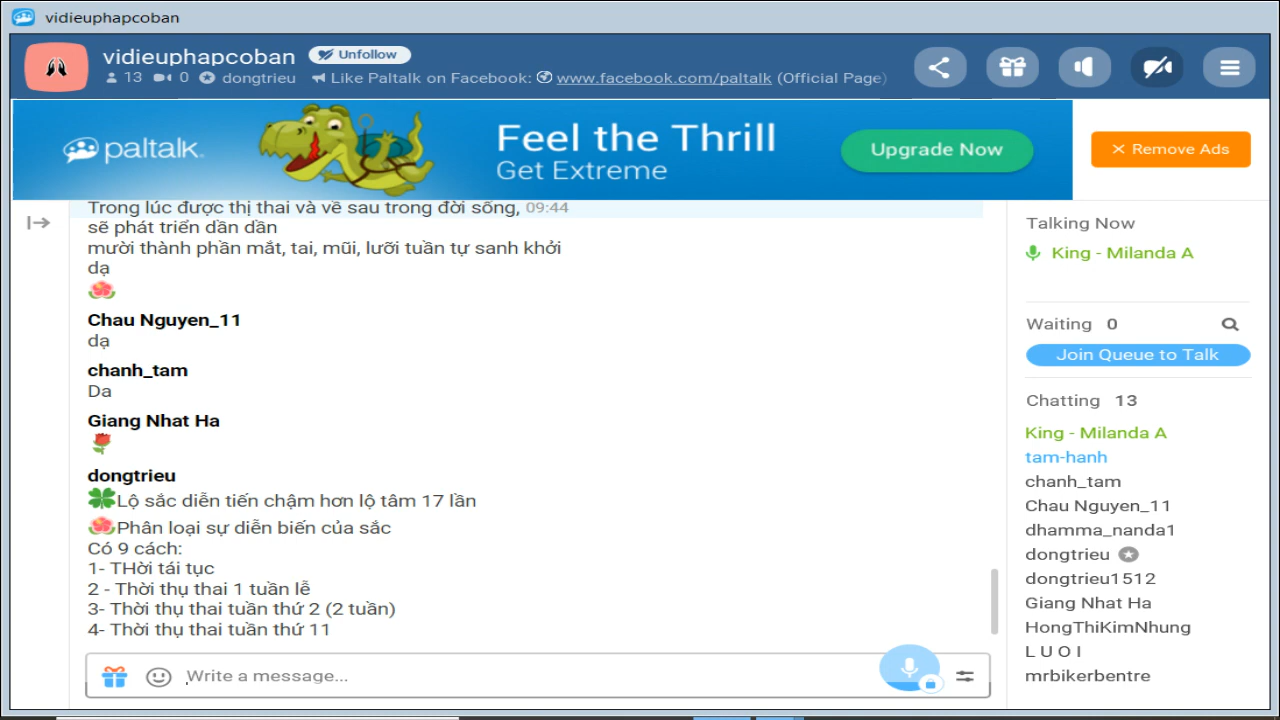 vidieuphapcoban
vidieuphapcoban
Unfollow
13
0
dongtrieu
Like Paltalk on Facebook:
www.facebook.com/paltalk (Official Page)
paltalk.
Feel the Thrill
Get Extreme
Upgrade Now
Remove Ads
Trong lúc được thị thai và về sau trong đời sống, 09:44
sẽ phát triển dần dần
mười thành phần mắt, tai, mũi, lưỡi tuần tự sanh khởi
dạ
Chau Nguyen_11
dạ
chanh_tam
Da
Giang Nhat Ha
dongtrieu
Lộ sắc diễn tiến chậm hơn lộ tâm 17 lần
Phân loại sự diễn biến của sắc
Có 9 cách:
1- THời tái tục
2 - Thời thụ thai 1 tuần lễ
3- Thời thụ thai tuần thứ 2 (2 tuần)
4- Thời thụ thai tuần thứ 11
Write a message...
Talking Now
King - Milanda A
Waiting 0
Join Queue to Talk
Chatting 13
King - Milanda A
tam-hanh
chanh_tam
Chau Nguyen_11
dhamma_nanda1
dongtrieu
dongtrieu1512
Giang Nhat Ha
HongThiKimNhung
L U O I
mrbikerbentre